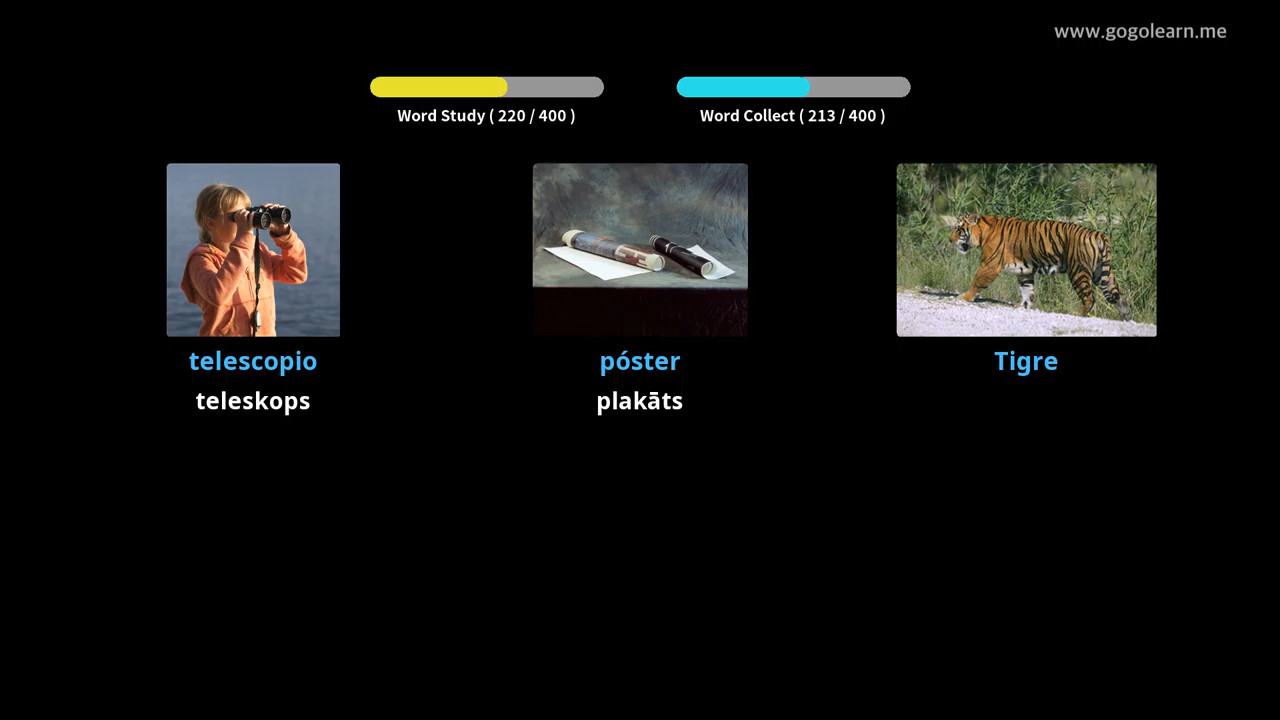 www.gogolearn.me
Word Study ( 220 / 400 )
Word Collect ( 213 / 400 )
telescopio
teleskops
póster
plakāts
Tigre